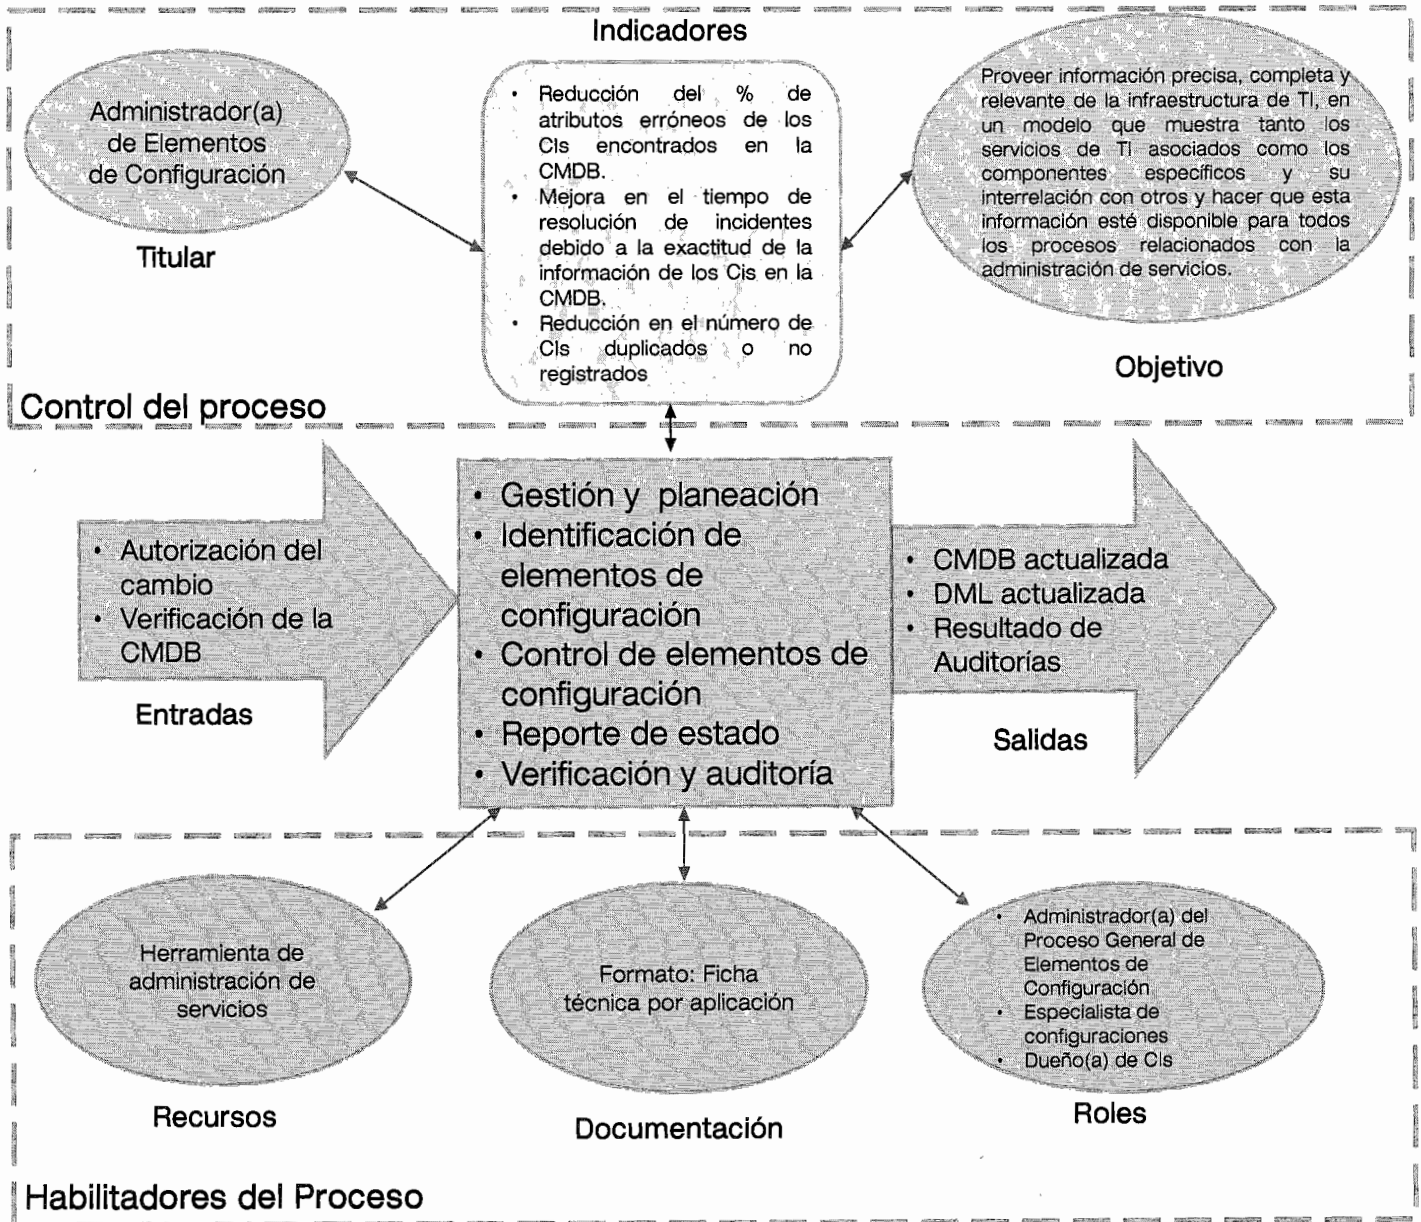 Indicadores
Administrador(a)
de Elementos
de Configuración
Titular
• Reducción del % de
atributos erróneos de los
CIs encontrados en la
CMDB.
• Mejora en el tiempo de
resolución de incidentes
debido a la exactitud de la
información de los Cis en la
CMDB.
• Reducción en el número de
CIs duplicados o no
registrados
Proveer información precisa, completa y
relevante de la infraestructura de TI, en
un modelo que muestra tanto los
servicios de TI asociados como los
componentes específicos y su
interrelación con otros y hacer que esta
información esté disponible para todos
los procesos relacionados con la
administración de servicios.
Objetivo
Control del proceso
• Autorización del
cambio
• Verificación de la
CMDB
Entradas
• Gestión y planeación
• Identificación de
elementos de
configuración
• Control de elementos de
configuración
• Reporte de estado
• Verificación y auditoría
• CMDB actualizada
• DML actualizada
• Resultado de
Auditorías
Salidas
Herramienta de
administración de
servicios
Recursos
Formato: Ficha
técnica por aplicación
Documentación
• Administrador(a) del
Proceso General de
Elementos de
Configuración
• Especialista de
configuraciones
• Dueño(a) de CIs
Roles
Habilitadores del Proceso